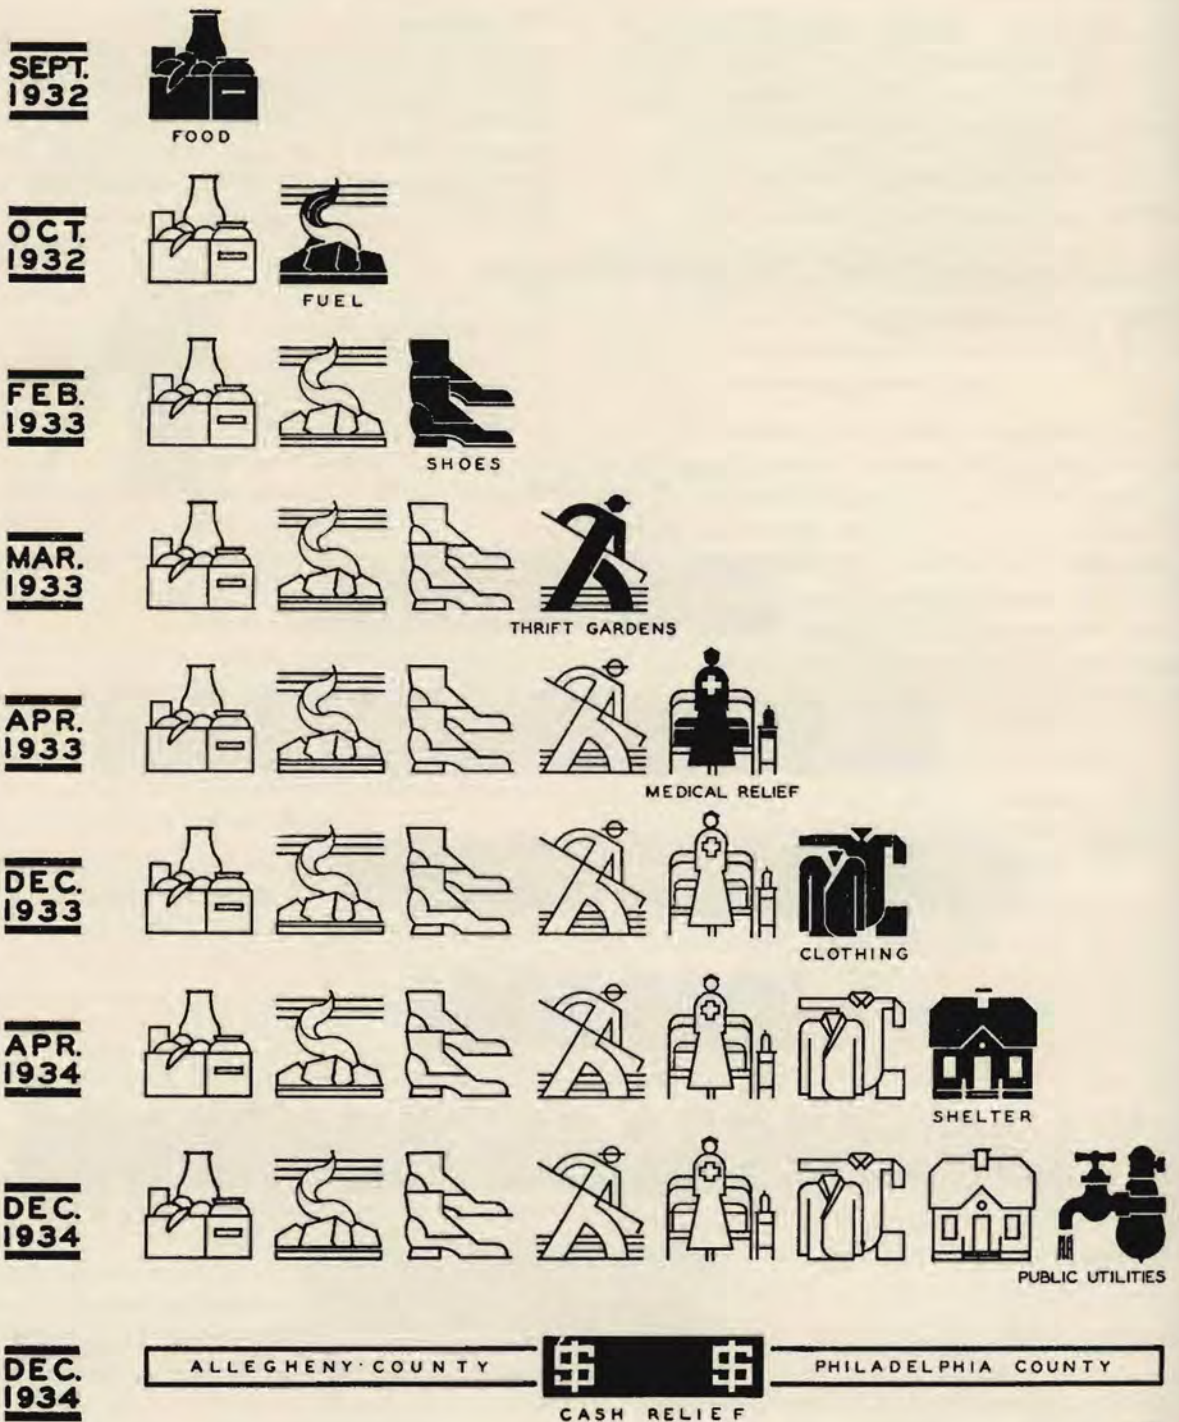 SEPT.
1932
FOOD
OCT.
1932
FUEL
FEB.
1933
SHOES
MAR.
1933
THRIFT GARDENS
APR.
1933
MEDICAL RELIEF
DEC.
1933
CLOTHING
APR.
1934
SHELTER
DEC.
1934
PUBLIC UTILITIES
DEC.
1934
ALLEGHENY·COUNTY
$ $
PHILADELPHIA COUNTY
CASH RELIEF